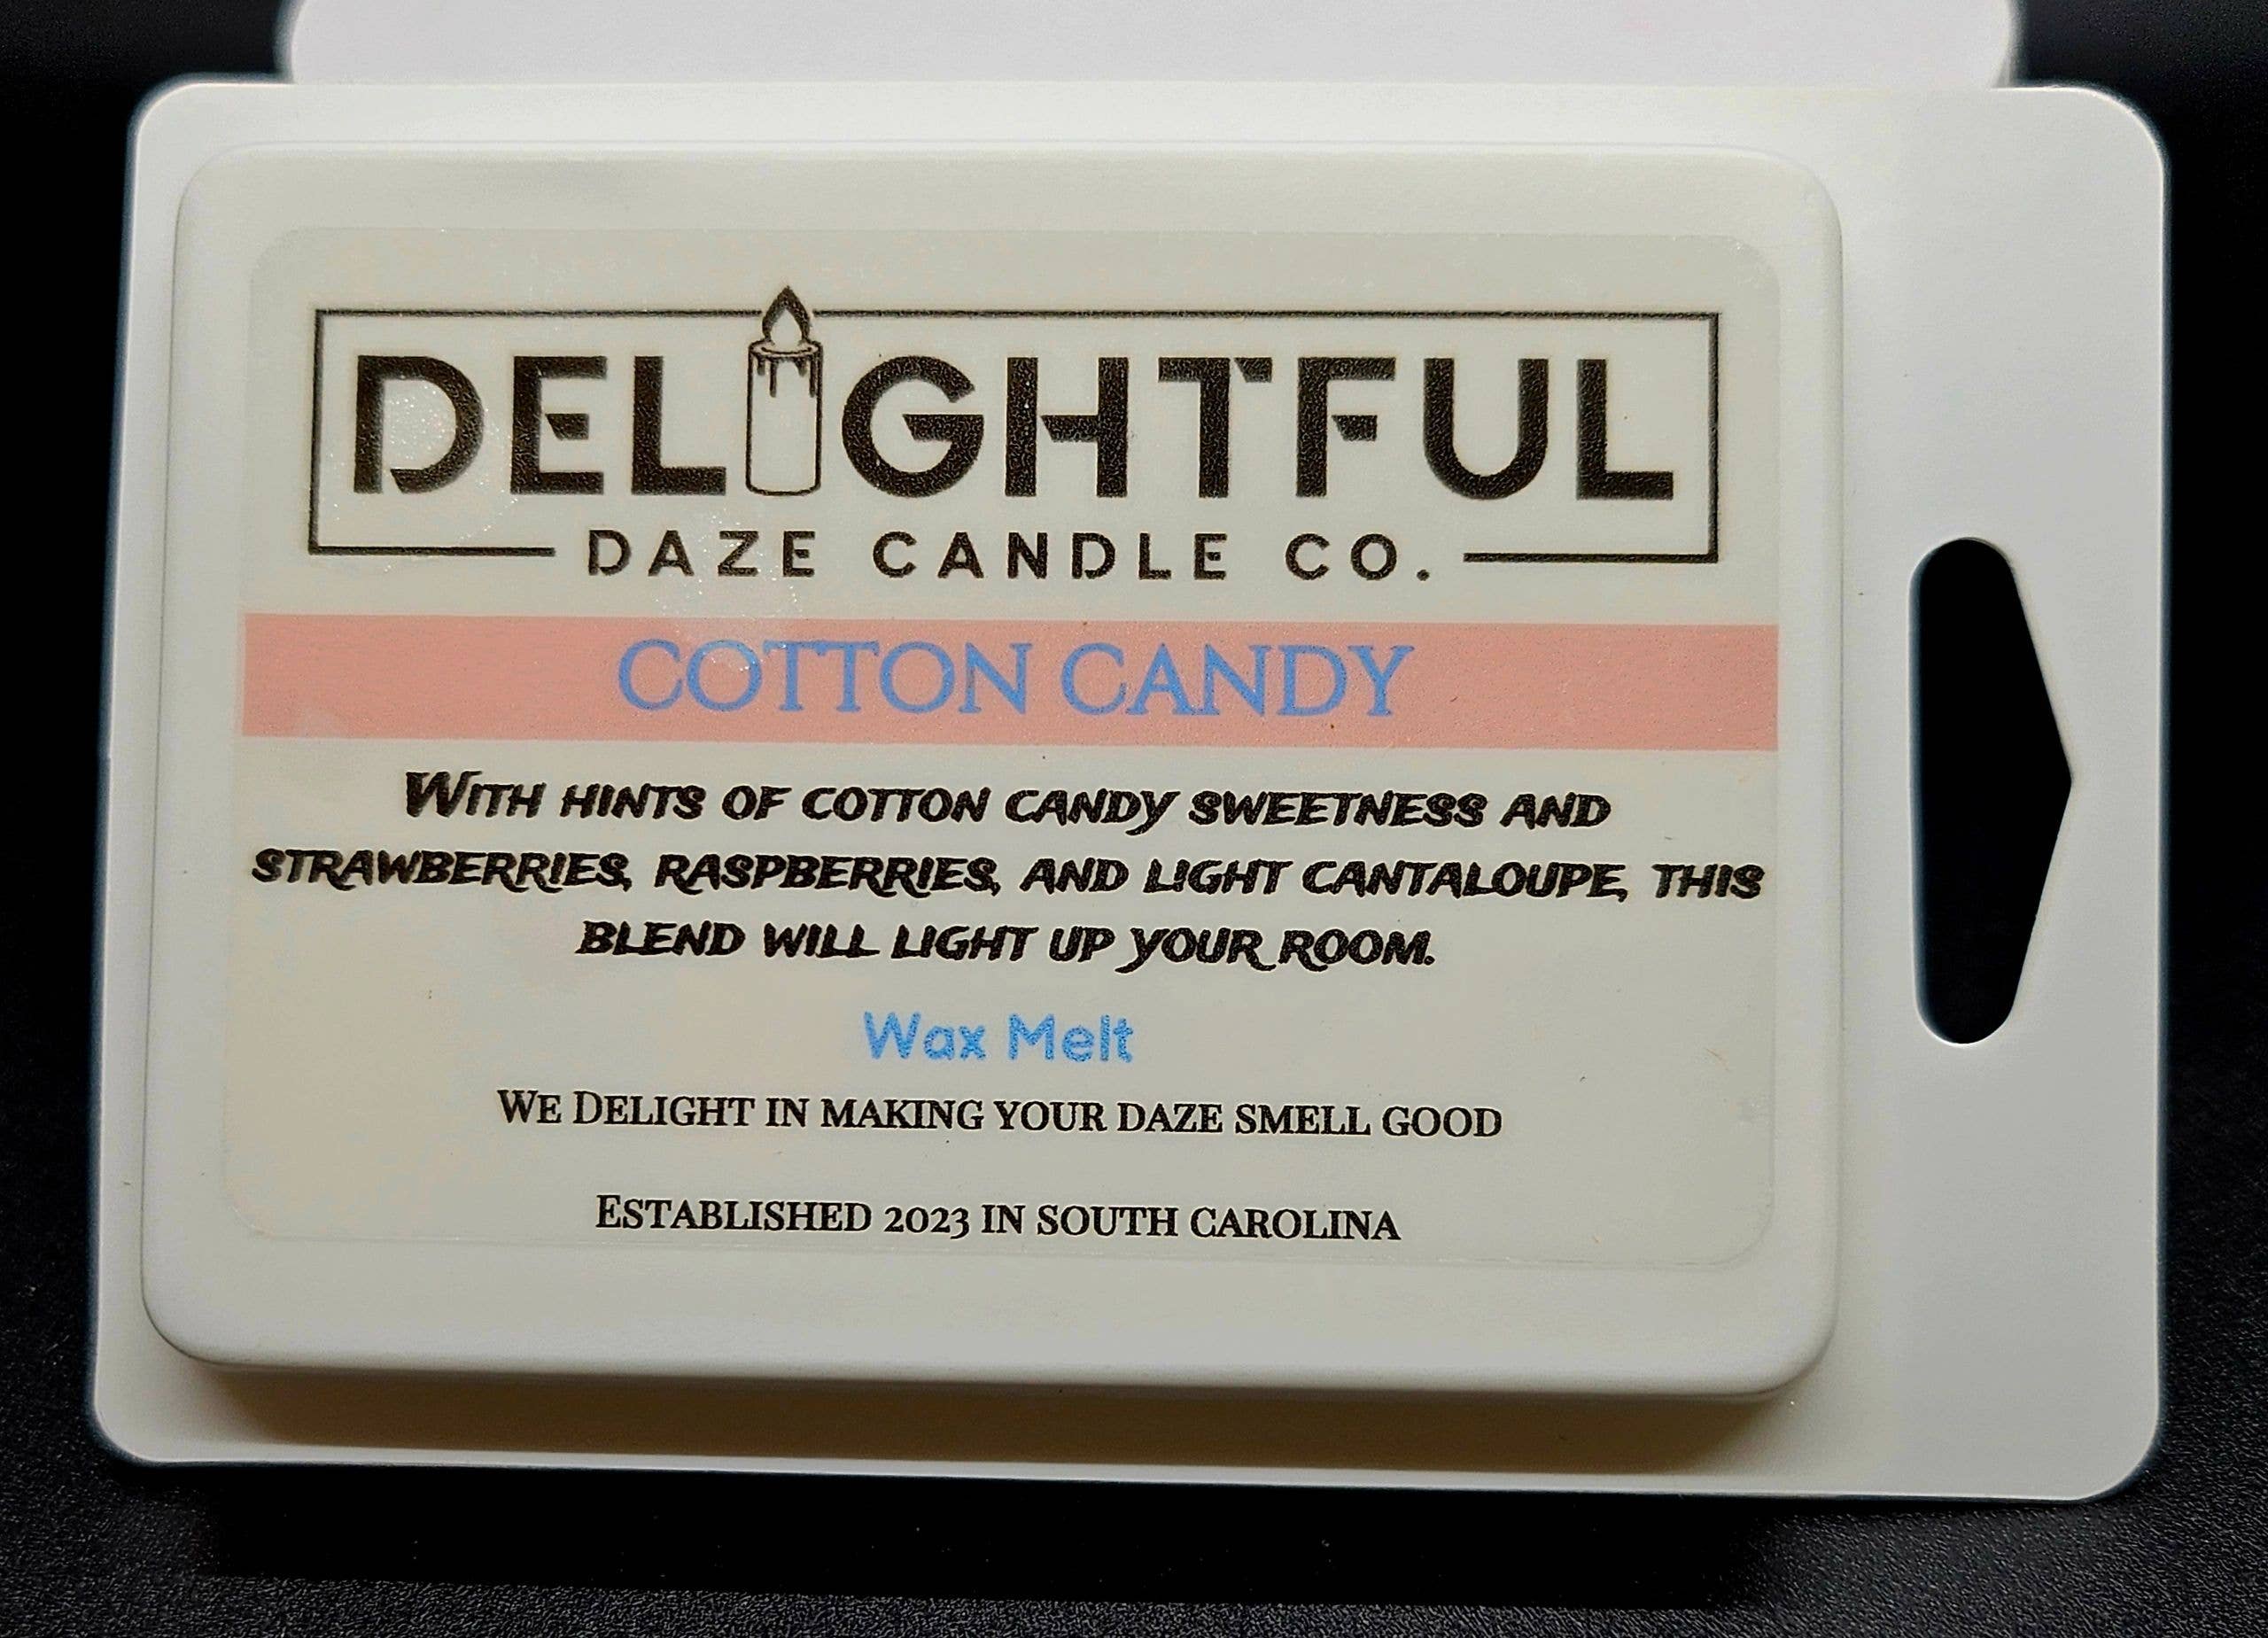 DELIGHTFUL
DAZE CANDLE CO.
COTTON CANDY
WITH HINTS OF COTTON CANDY SWEETNESS AND
STRAWBERRIES, RASPBERRIES, AND LIGHT CANTALOUPE, THIS
BLEND WILL LIGHT UP YOUR ROOM.
Wax Melt
WE DELIGHT IN MAKING YOUR DAZE SMELL GOOD
ESTABLISHED 2023 IN SOUTH CAROLINA